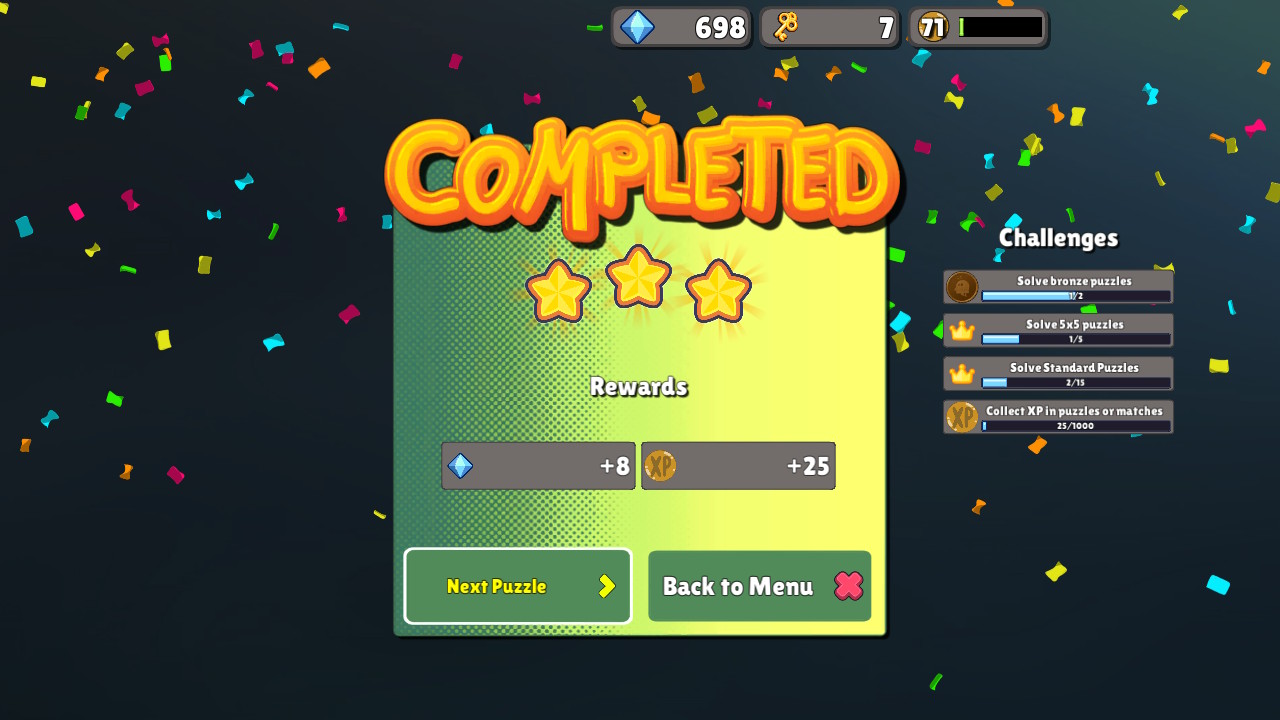 698
7
71
COMPLETED
Challenges
Solve bronze puzzles
1/2
Solve 5x5 puzzles
1/5
Solve Standard Puzzles
2/15
XP
Collect XP in puzzles or matches
25/1000
Rewards
+8
XP
+25
Next Puzzle
Back to Menu